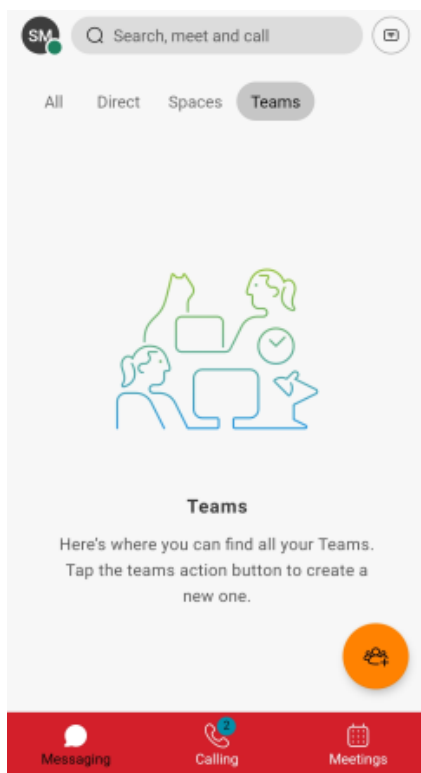 SM
Search, meet and call
All Direct Spaces Teams
Teams
Here's where you can find all your Teams.
Tap the teams action button to create a
new one.
2
Messaging Calling Meetings